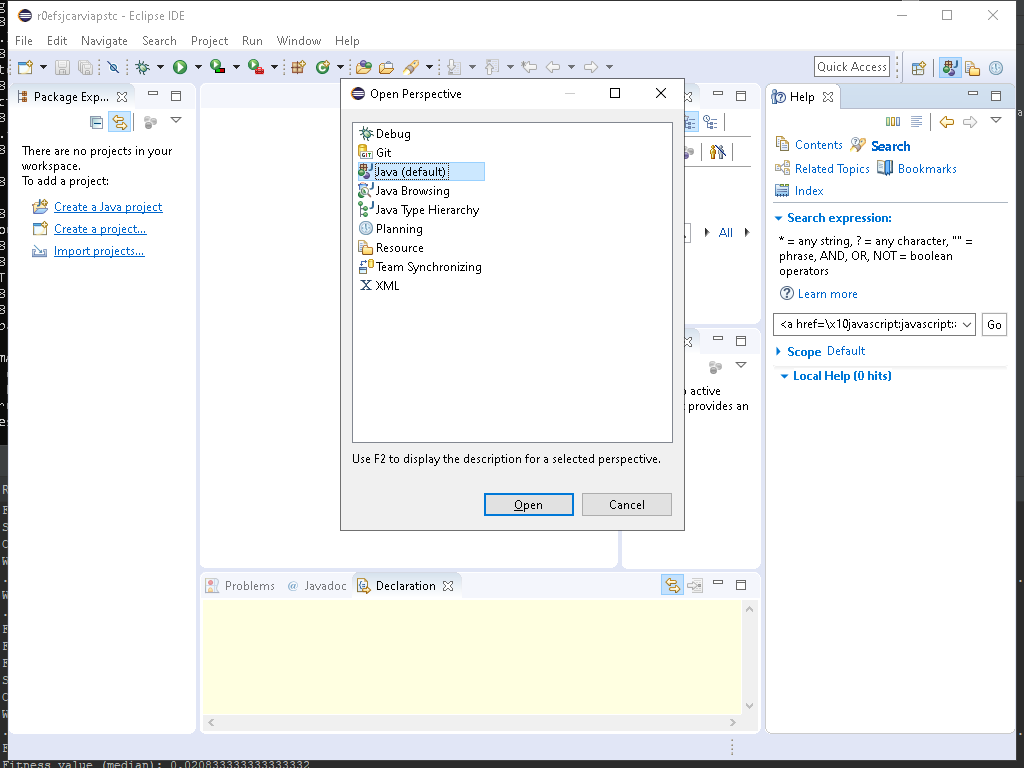 r0efsjcarviapstc - Eclipse IDE
File Edit Navigate Search Project Run Window Help
Quick Access
Package Exp...
There are no projects in your
workspace.
To add a project:
Create a Java project
Create a project...
Import projects...
Open Perspective
Debug
Git
Java (default)
Java Browsing
Java Type Hierarchy
Planning
Resource
Team Synchronizing
XML
Use F2 to display the description for a selected perspective.
Open Cancel
All
active
provides an
Help
Contents Search
Related Topics Bookmarks
Index
Search expression:
* = any string, ? = any character, "" =
phrase, AND, OR, NOT = boolean
operators
Learn more
<a href=\x10javascript:javascript:
Go
Scope Default
Local Help (0 hits)
Problems @ Javadoc Declaration
Fitness value (median): 0.020833333333333332